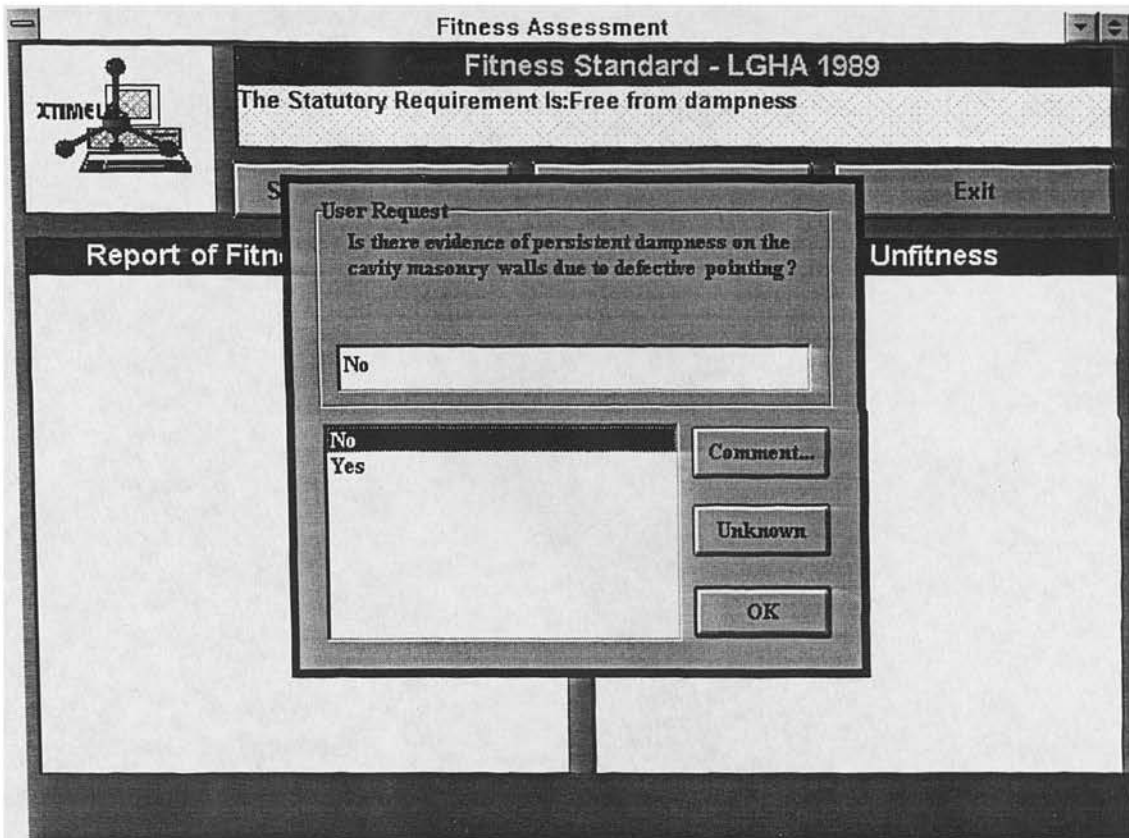 Fitness Assessment
Fitness Standard - LGHA 1989
The Statutory Requirement Is:Free from dampness
Exit
Report of
Unfitness
User Request
Is there evidence of persistent dampness on the
cavity masonry walls due to defective pointing?
No
No
Yes
Comment...
Unknown
OK